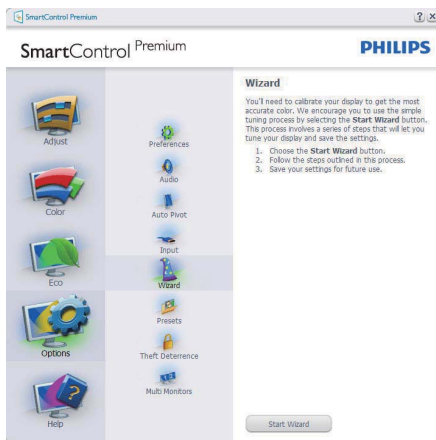 SmartControl Premium
SmartControl Premium
PHILIPS
Adjust
Color
Eco
Options
Help
Preferences
Audio
Auto Pivot
Input
Wizard
Presets
Theft Deterrence
Multi Monitors
Wizard
You'll need to calibrate your display to get the most
accurate color. We encourage you to use the simple
tuning process by selecting the Start Wizard button.
This process involves a series of steps that will let you
tune your display and save the settings.
1. Choose the Start Wizard button.
2. Follow the steps outlined in this process.
3. Save your settings for future use.
Start Wizard